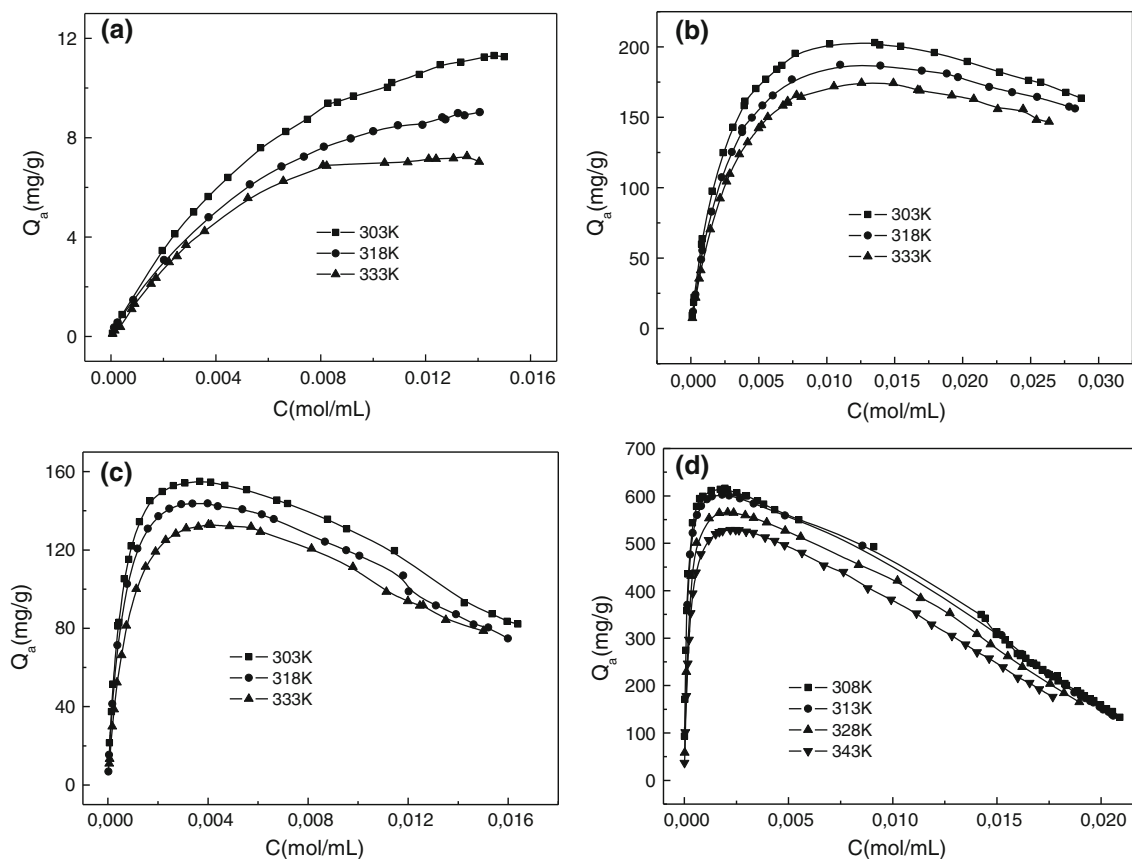 (a)
12
8
4
0
Qa(mg/g)
303K
318K
333K
0.000 0.004 0.008 0.012 0.016
C(mol/mL)
(b)
200
150
100
50
0
Qa(mg/g)
303K
318K
333K
0,000 0,005 0,010 0,015 0,020 0,025 0,030
C(mol/mL)
(c)
160
120
80
40
0
Qa(mg/g)
303K
318K
333K
0,000 0,004 0,008 0,012 0,016
C(mol/mL)
(d)
700
600
500
400
300
200
100
0
Qa(mg/g)
308K
313K
328K
343K
0,000 0,005 0,010 0,015 0,020
C(mol/mL)